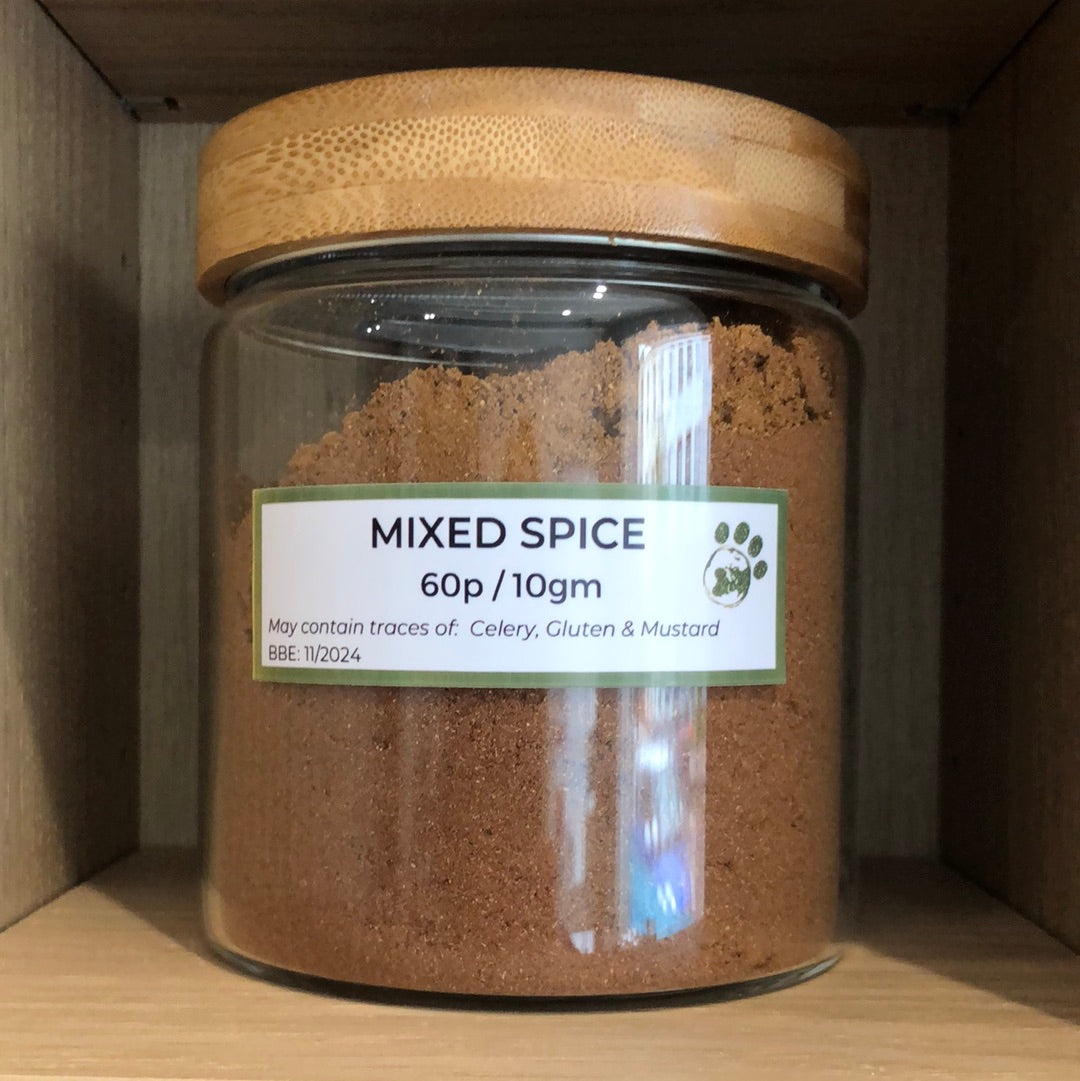 MIXED SPICE
60p / 10gm
May contain traces of: Celery, Gluten & Mustard
BBE: 11/2024